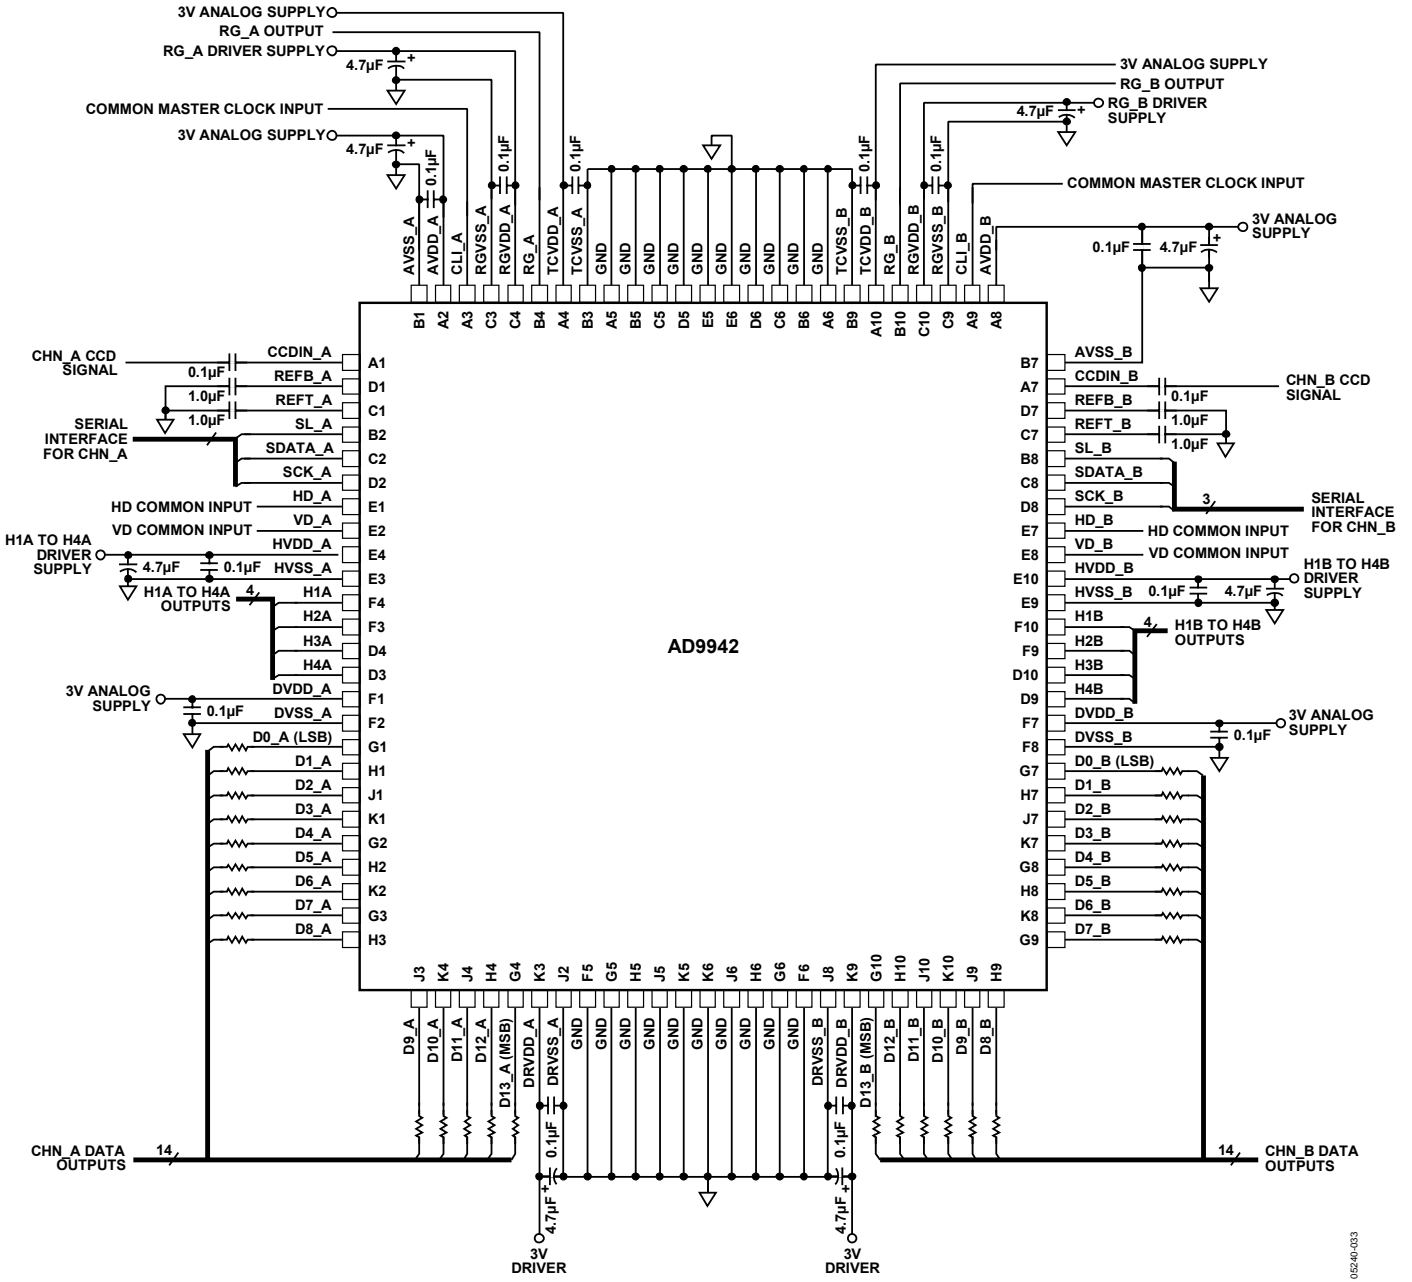 3V ANALOG SUPPLY
RG_A OUTPUT
RG_A DRIVER SUPPLY
4.7µF +
COMMON MASTER CLOCK INPUT
3V ANALOG SUPPLY
4.7µF +
0.1µF
0.1µF
0.1µF
0.1µF
0.1µF
3V ANALOG SUPPLY
RG_B OUTPUT
RG_B DRIVER
SUPPLY
4.7µF +
COMMON MASTER CLOCK INPUT
3V ANALOG
SUPPLY
0.1µF
4.7µF +
AVSS_A
AVDD_A
CLI_A
RGVSS_A
RGVDD_A
RG_A
TCVDD_A
TCVSS_A
GND
GND
GND
GND
GND
GND
GND
GND
GND
GND
TCVSS_B
TCVDD_B
RG_B
RGVDD_B
RGVSS_B
CLI_B
AVDD_B
B1
A2
A3
C3
C4
B4
A4
B3
A5
B5
C5
D5
E5
E6
D6
C6
B6
A6
B9
A10
B10
C10
C9
A9
A8
CHN_A CCD
SIGNAL
0.1µF
CCDIN_A
A1
1.0µF
REFB_A
D1
1.0µF
REFT_A
C1
SERIAL
INTERFACE
FOR CHN_A
SL_A
B2
SDATA_A
C2
SCK_A
D2
HD COMMON INPUT
HD_A
E1
VD COMMON INPUT
VD_A
E2
H1A TO H4A
DRIVER
SUPPLY
4.7µF
+
0.1µF
HVDD_A
E4
HVSS_A
E3
H1A TO H4A
OUTPUTS
4
H1A
F4
H2A
F3
H3A
D4
H4A
D3
3V ANALOG
SUPPLY
0.1µF
DVDD_A
F1
DVSS_A
F2
D0_A (LSB)
G1
D1_A
H1
D2_A
J1
D3_A
K1
D4_A
G2
D5_A
H2
D6_A
K2
D7_A
G3
D8_A
H3
AD9942
B7
AVSS_B
A7
CCDIN_B
0.1µF
CHN_B CCD
SIGNAL
D7
REFB_B
1.0µF
C7
REFT_B
1.0µF
B8
SL_B
C8
SDATA_B
D8
SCK_B
3
SERIAL
INTERFACE
FOR CHN_B
E7
HD_B
HD COMMON INPUT
E8
VD_B
VD COMMON INPUT
E10
HVDD_B
E9
HVSS_B
0.1µF
4.7µF
+
H1B TO H4B
DRIVER
SUPPLY
F10
H1B
F9
H2B
D10
H3B
D9
H4B
4
H1B TO H4B
OUTPUTS
F7
DVDD_B
F8
DVSS_B
0.1µF
3V ANALOG
SUPPLY
G7
D0_B (LSB)
H7
D1_B
J7
D2_B
K7
D3_B
G8
D4_B
H8
D5_B
K8
D6_B
G9
D7_B
J3
K4
J4
H4
G4
K3
J2
F5
G5
H5
J5
K5
K6
J6
H6
G6
F6
J8
K9
G10
H10
J10
K10
J9
H9
D9_A
D10_A
D11_A
D12_A
D13_A (MSB)
DRVDD_A
DRVSS_A
GND
GND
GND
GND
GND
GND
GND
GND
GND
GND
DRVSS_B
DRVDD_B
D13_B (MSB)
D12_B
D11_B
D10_B
D9_B
D8_B
CHN_A DATA
OUTPUTS
14
0.1µF
4.7µF +
3V
DRIVER
0.1µF
4.7µF +
3V
DRIVER
14
CHN_B DATA
OUTPUTS
05240-033